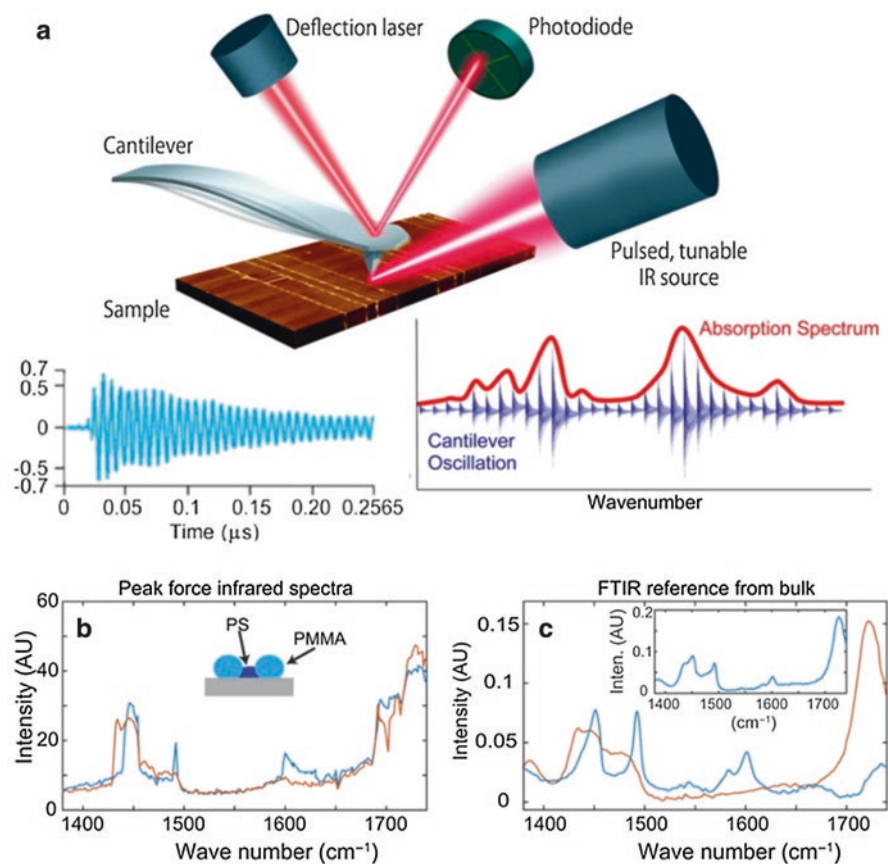 a
Deflection laser
Photodiode
Cantilever
Pulsed, tunable
IR source
Sample
0.7
0.5
0
-0.5
-0.7
0 0.05 0.10 0.15 0.20 0.2565
Time (μs)
Absorption Spectrum
Cantilever
Oscillation
Wavenumber
Peak force infrared spectra
60
40
20
0
Intensity (AU)
b
PS
PMMA
1400 1500 1600 1700
Wave number (cm⁻¹)
FTIR reference from bulk
0.15
0.10
0.05
0
Intensity (AU)
c
0.2
0.1
0
Inten. (AU)
1400 1500 1600 1700
(cm⁻¹)
1400 1500 1600 1700
Wave number (cm⁻¹)